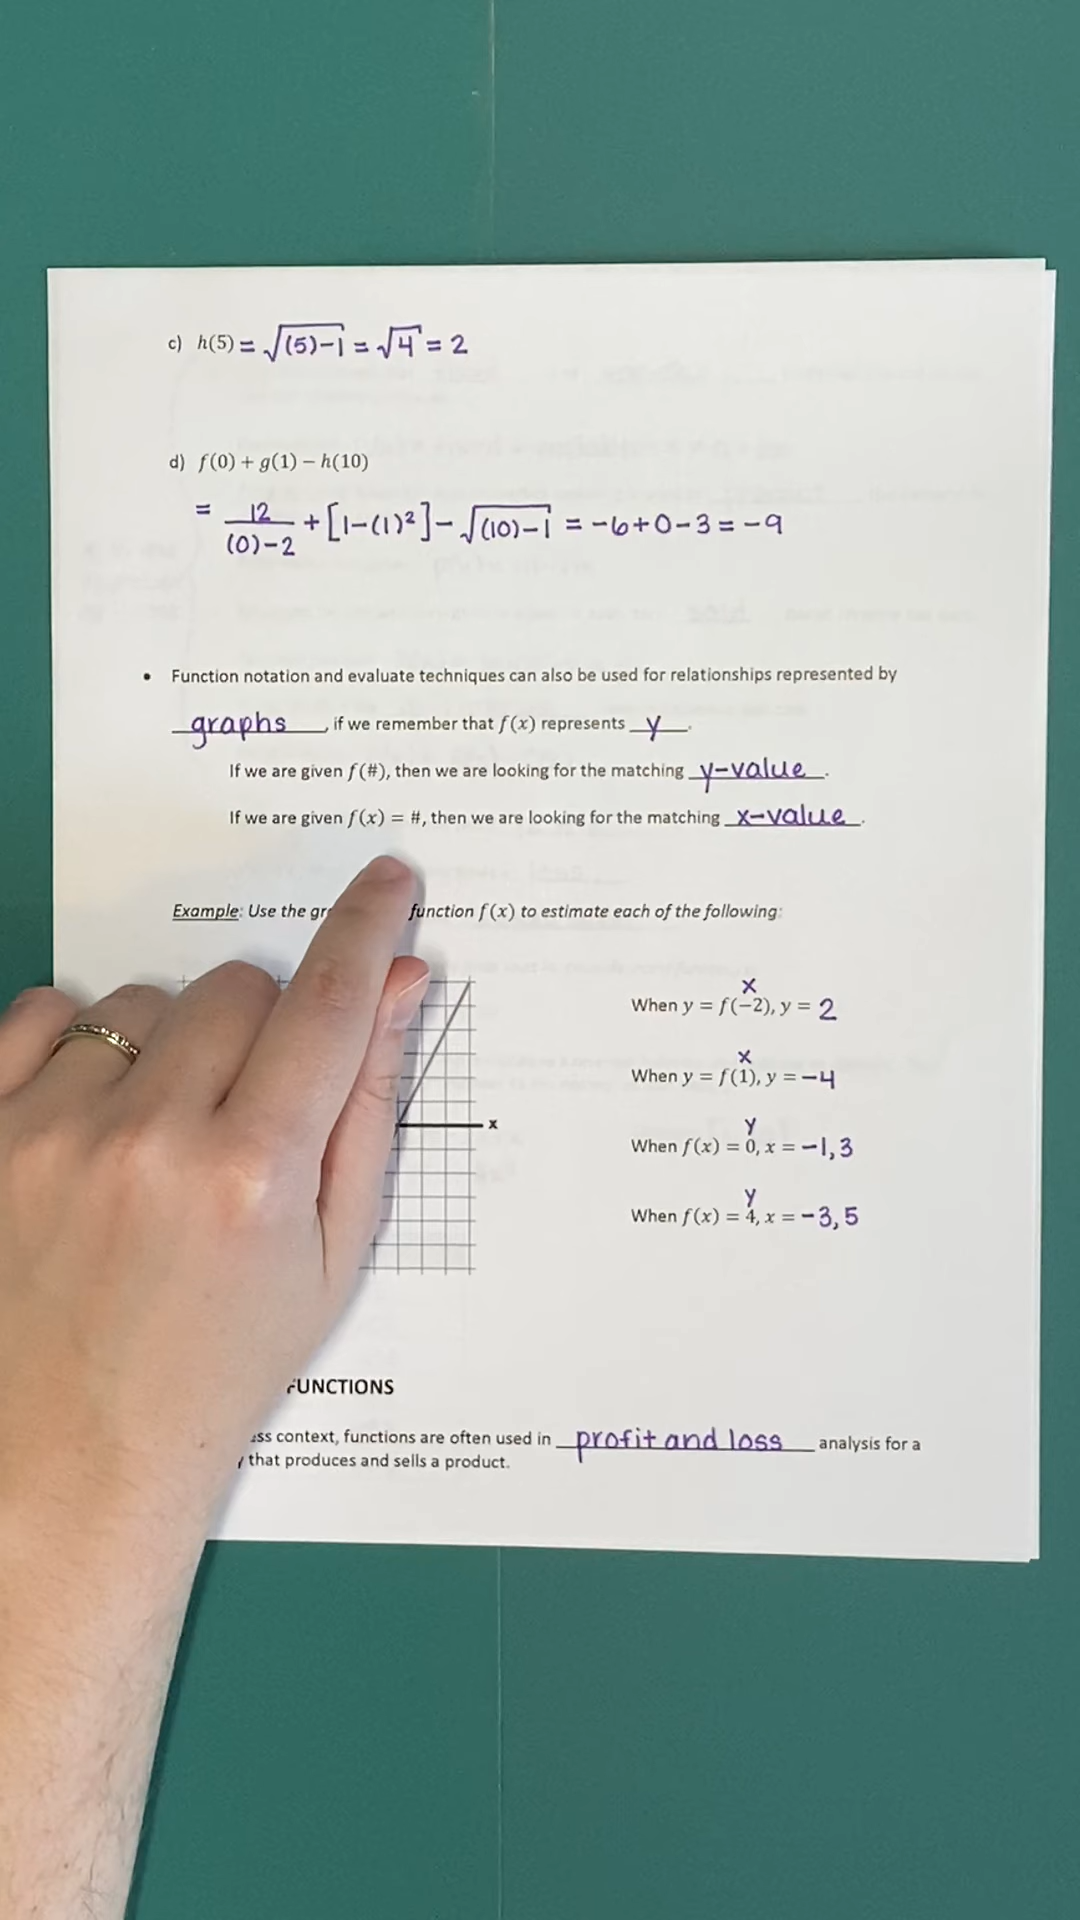 c) h(5) = √(5)-1 = √4 = 2
d) f(0) + g(1) − h(10)
= 12/(0)-2 + [1-(1)²] - √(10)-1 = -6+0-3 = -9
• Function notation and evaluate techniques can also be used for relationships represented by
graphs, if we remember that f(x) represents y.
If we are given f(#), then we are looking for the matching y-value.
If we are given f(x) = #, then we are looking for the matching x-value.
Example: Use the function f(x) to estimate each of the following:
x
When y = f(−2), y = 2
x
When y = f(1), y = -4
x
y
When f(x) = 0, x = -1, 3
y
When f(x) = 4, x = -3, 5
FUNCTIONS
context, functions are often used in profit and loss analysis for a
that produces and sells a product.